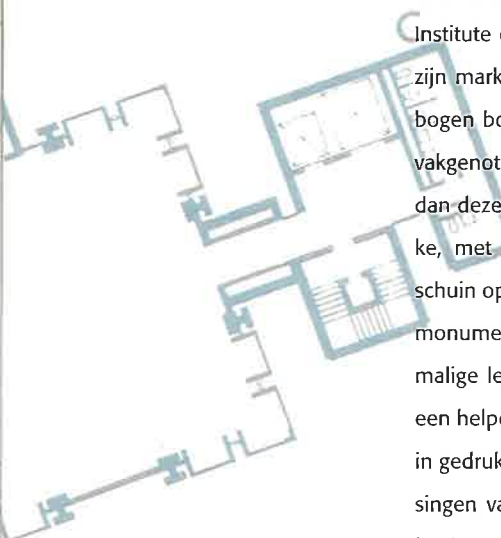 Institute
zijn mark
bogen bo
vakgenot
dan deze
ke, met
schuin op
monume
malige le
een helpe
in gedruk
singen va